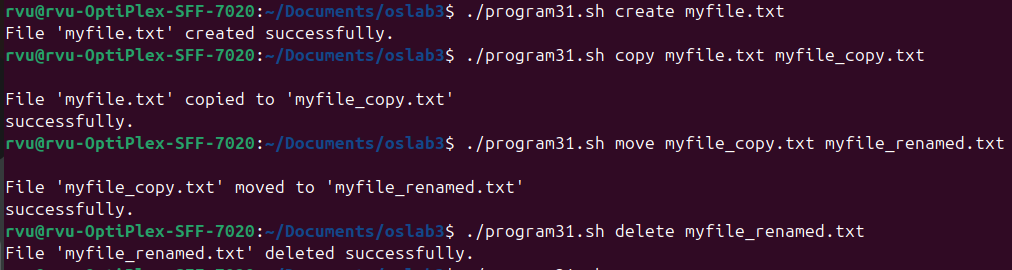 rvu@rvu-OptiPlex-SFF-7020:~/Documents/oslab3$ ./program31.sh create myfile.txt
File 'myfile.txt' created successfully.
rvu@rvu-OptiPlex-SFF-7020:~/Documents/oslab3$ ./program31.sh copy myfile.txt myfile_copy.txt
File 'myfile.txt' copied to 'myfile_copy.txt'
successfully.
rvu@rvu-OptiPlex-SFF-7020:~/Documents/oslab3$ ./program31.sh move myfile_copy.txt myfile_renamed.txt
File 'myfile_copy.txt' moved to 'myfile_renamed.txt'
successfully.
rvu@rvu-OptiPlex-SFF-7020:~/Documents/oslab3$ ./program31.sh delete myfile_renamed.txt
File 'myfile_renamed.txt' deleted successfully.